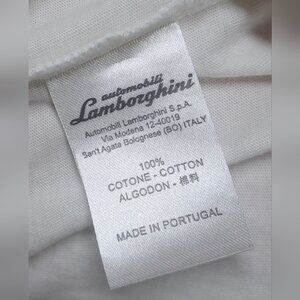 automobili
Lamborghini
Automobili Lamborghini S.p.A.
Via Modena 12-40019
Sant'Agata Bolognese (BO) ITALY
100%
COTONE - COTTON
ALGODON - 棉料
MADE IN PORTUGAL